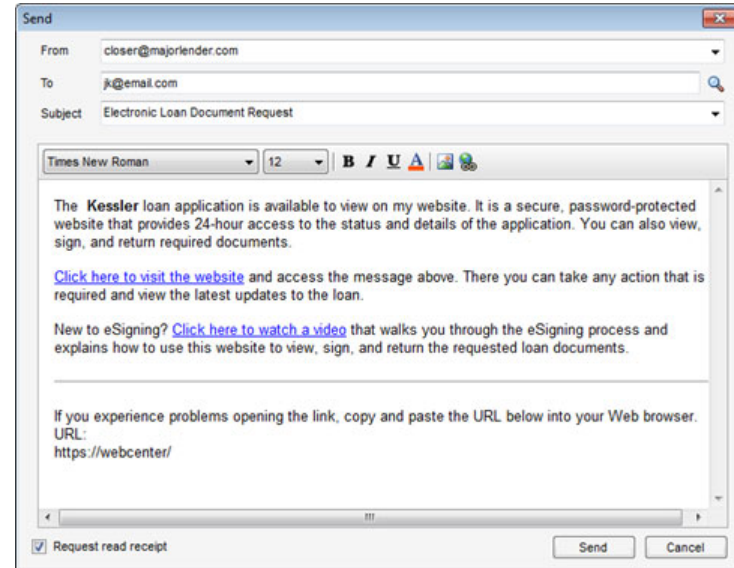 Send
From closer@majorlender.com
To jk@email.com
Subject Electronic Loan Document Request
Times New Roman 12 B I U A
The Kessler loan application is available to view on my website. It is a secure, password-protected
website that provides 24-hour access to the status and details of the application. You can also view,
sign, and return required documents.
Click here to visit the website and access the message above. There you can take any action that is
required and view the latest updates to the loan.
New to eSigning? Click here to watch a video that walks you through the eSigning process and
explains how to use this website to view, sign, and return the requested loan documents.
If you experience problems opening the link, copy and paste the URL below into your Web browser.
URL:
https://webcenter/
Request read receipt Send Cancel